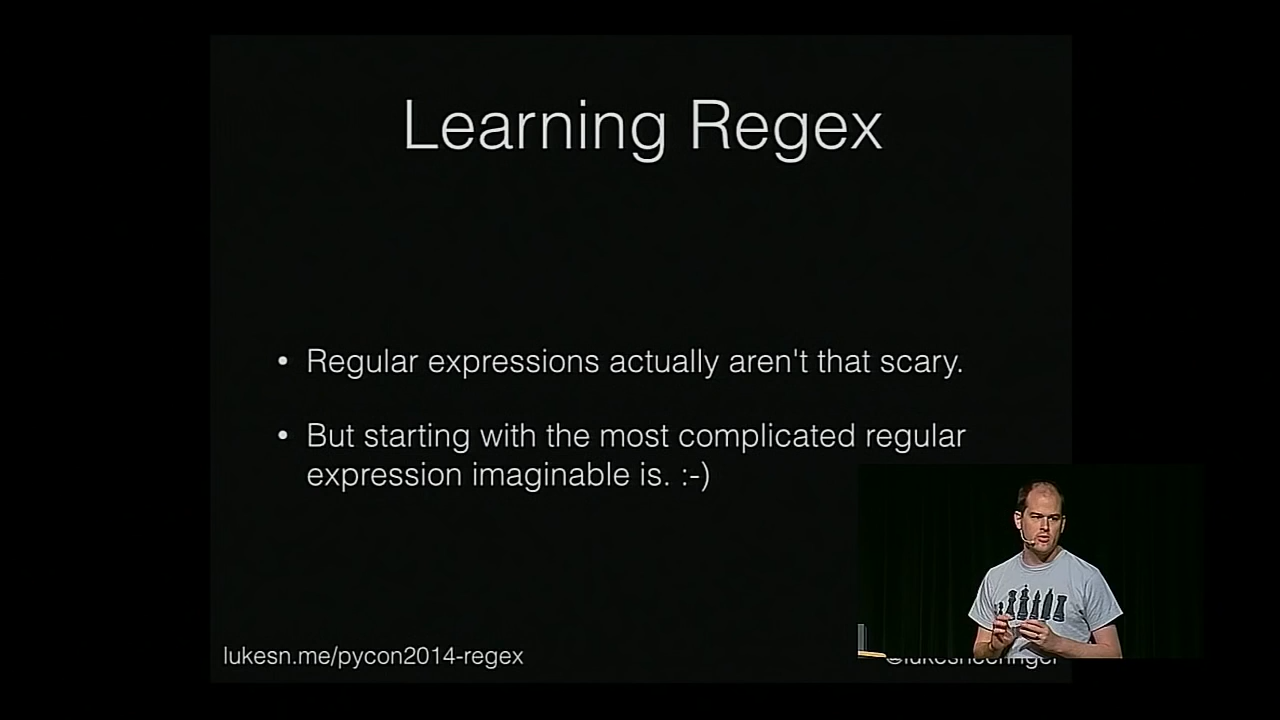 Learning Regex
• Regular expressions actually aren't that scary.
• But starting with the most complicated regular
expression imaginable is. :-)
lukesn.me/pycon2014-regex